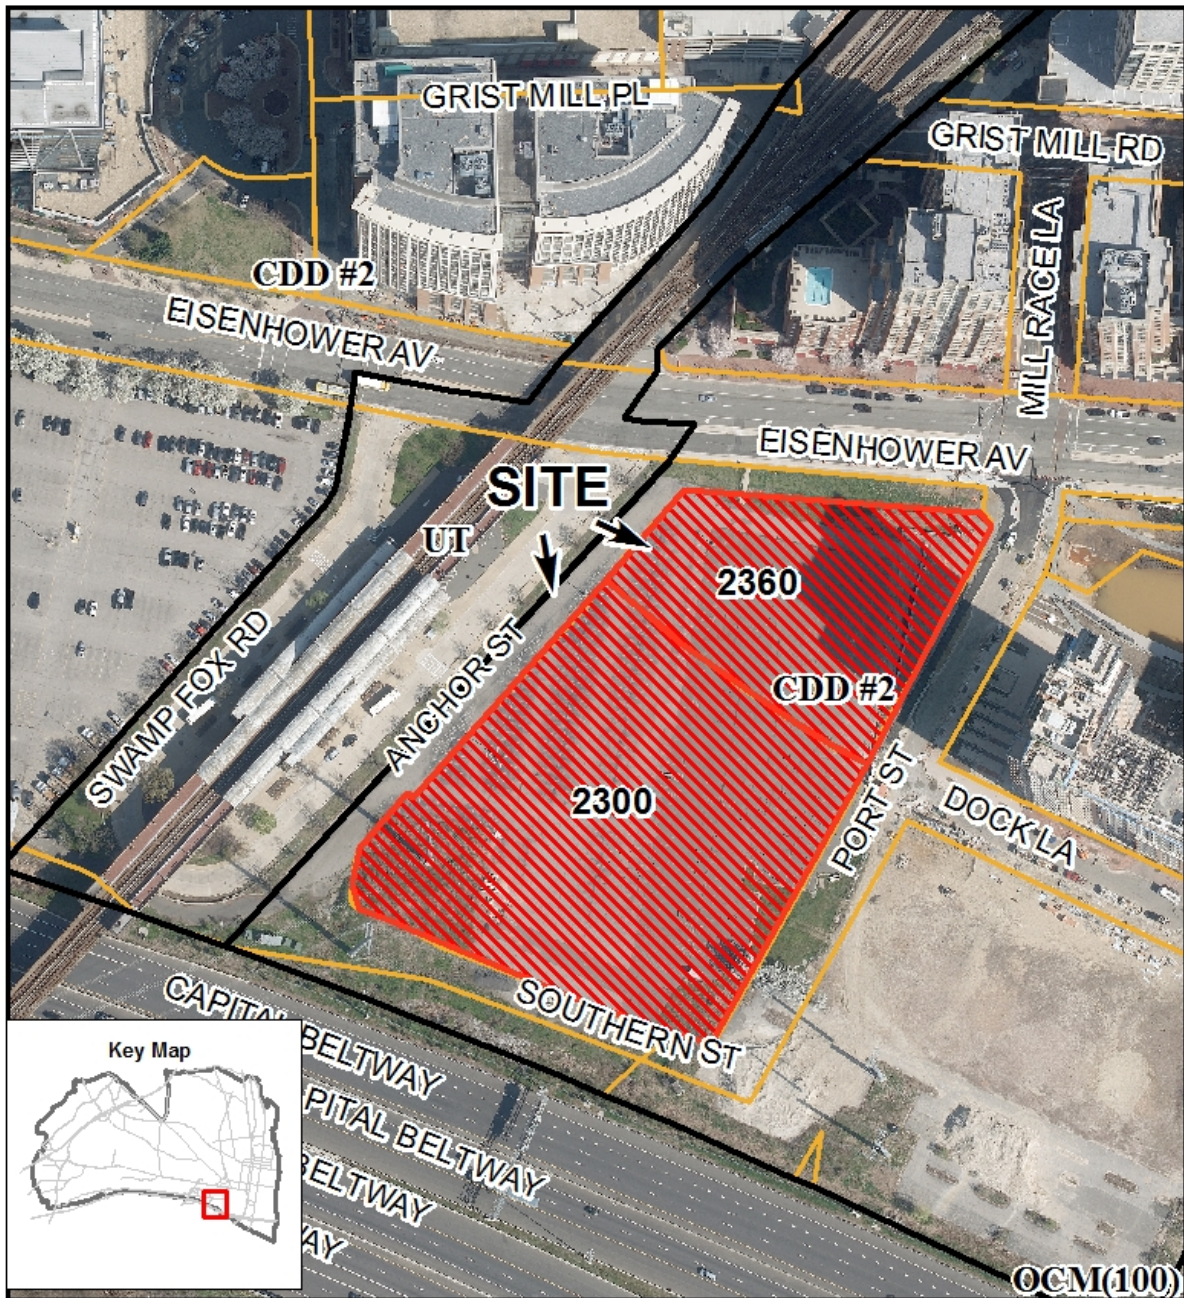 GRIST MILL PL
GRIST MILL RD
MILL RACE LA
CDD #2
EISENHOWER AV
EISENHOWER AV
SITE
UT
2360
SWAMP FOX RD
ANCHOR ST
CDD #2
2300
PORT ST
DOCK LA
SOUTHERN ST
CAPITAL BELTWAY
PITAL BELTWAY
BELTWAY
WAY
Key Map
OCM(100)